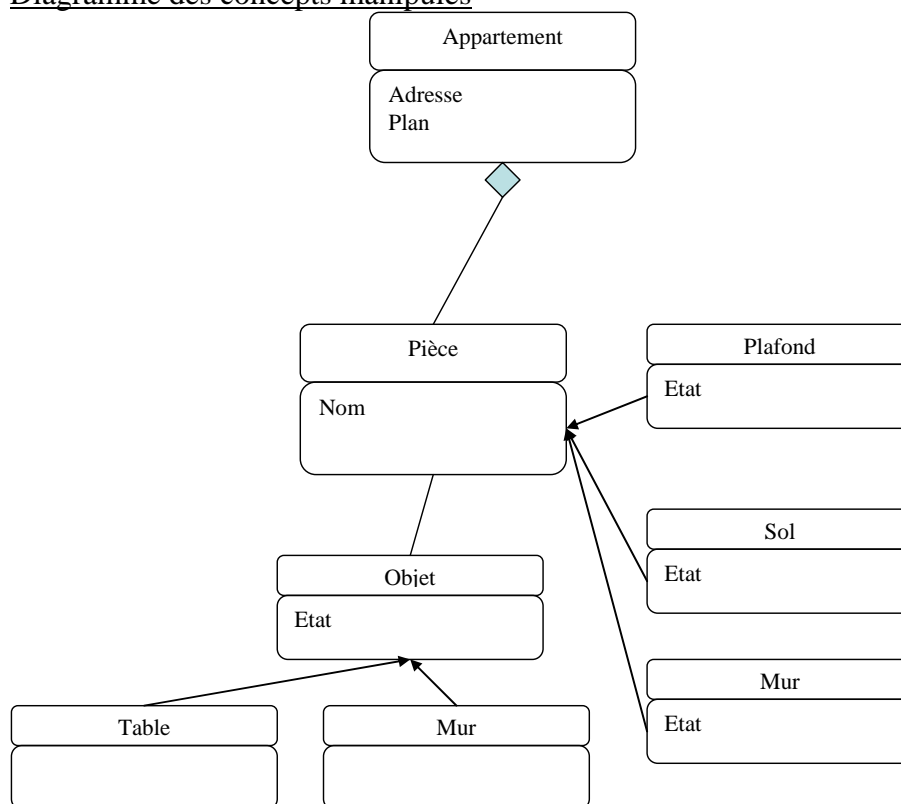 Diagramme des concepts manipulés
Appartement
Adresse
Plan
Pièce
Nom
Plafond
Etat
Sol
Etat
Objet
Etat
Mur
Etat
Table
Mur